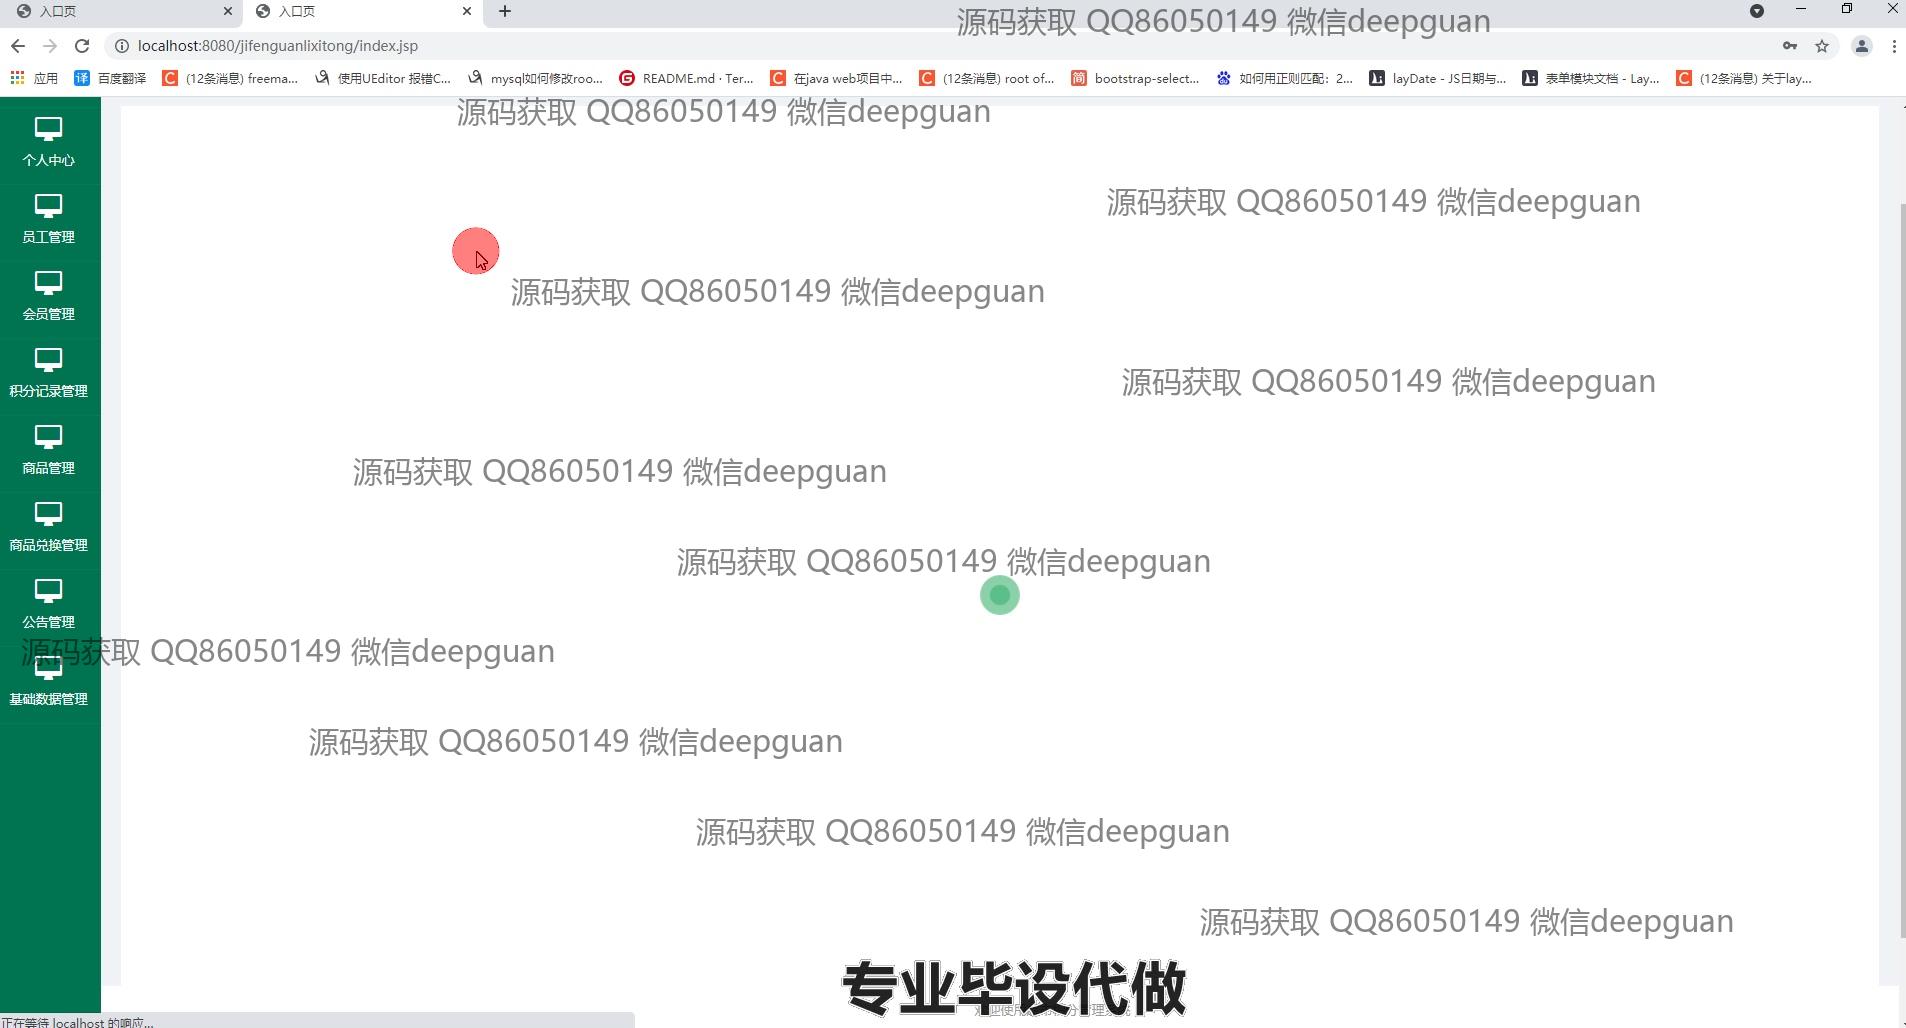 入口页
入口页
源码获取 QQ86050149 微信deepguan
localhost:8080/jifenguanlixitong/index.jsp
应用 百度翻译 (12条消息) freema... 使用UEditor 报错C... mysql如何修改roo... README.md · Ter... 在java web项目中... (12条消息) root of... bootstrap-select... 如何用正则匹配：2... layDate - JS日期与... 表单模块文档 - Lay... (12条消息) 关于lay...
源码获取 QQ86050149 微信deepguan
个人中心
源码获取 QQ86050149 微信deepguan
员工管理
源码获取 QQ86050149 微信deepguan
会员管理
源码获取 QQ86050149 微信deepguan
积分记录管理
商品管理
源码获取 QQ86050149 微信deepguan
商品兑换管理
源码获取 QQ86050149 微信deepguan
公告管理
源码获取 QQ86050149 微信deepguan
基础数据管理
源码获取 QQ86050149 微信deepguan
源码获取 QQ86050149 微信deepguan
源码获取 QQ86050149 微信deepguan
专业毕设代做
正在等待 localhost 的响应...